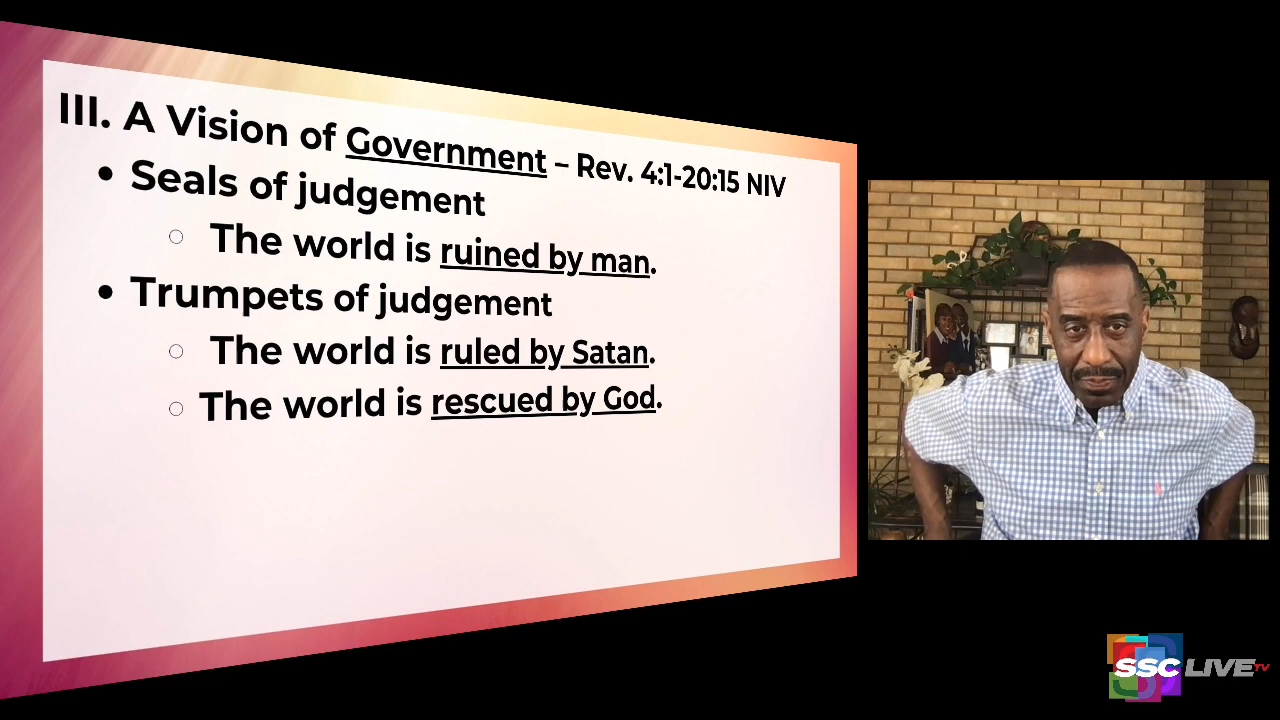 III. A Vision of Government – Rev. 4:1-20:15 NIV
• Seals of judgement
○ The world is ruined by man.
• Trumpets of judgement
○ The world is ruled by Satan.
○ The world is rescued by God.
SSC LIVE TV